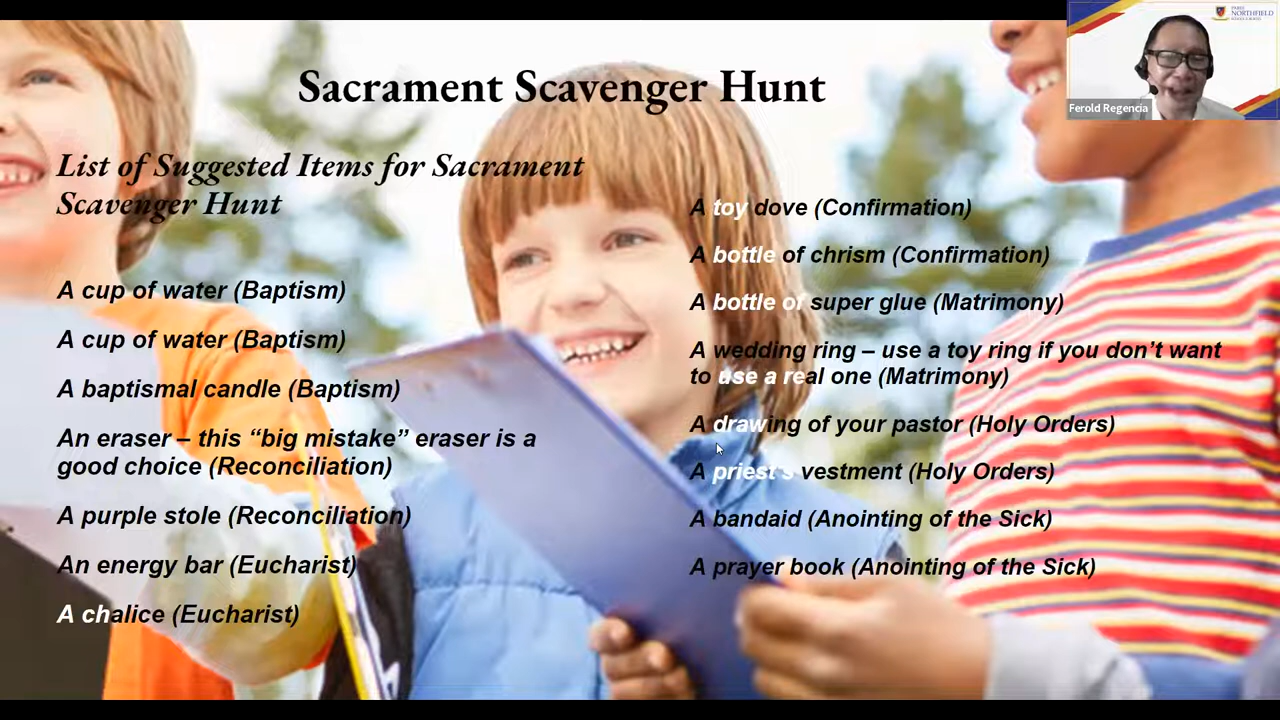 Sacrament Scavenger Hunt
List of Suggested Items for Sacrament
Scavenger Hunt
A cup of water (Baptism)
A cup of water (Baptism)
A baptismal candle (Baptism)
An eraser – this “big mistake” eraser is a
good choice (Reconciliation)
A purple stole (Reconciliation)
An energy bar (Eucharist)
A chalice (Eucharist)
A toy dove (Confirmation)
A bottle of chrism (Confirmation)
A bottle of super glue (Matrimony)
A wedding ring – use a toy ring if you don’t want
to use a real one (Matrimony)
A drawing of your pastor (Holy Orders)
A priest's vestment (Holy Orders)
A bandaid (Anointing of the Sick)
A prayer book (Anointing of the Sick)
NORTHFIELD
Ferold Regencia